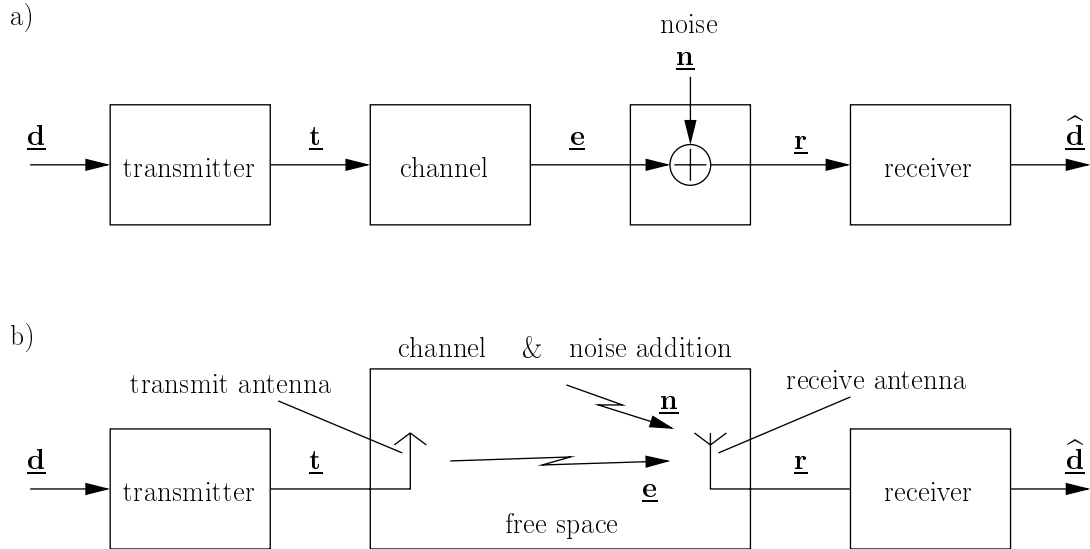 a)
noise
n
d
t
e
r
d̂
transmitter
channel
receiver
b)
channel & noise addition
transmit antenna
receive antenna
n
d
t
r
d̂
transmitter
e
receiver
free space